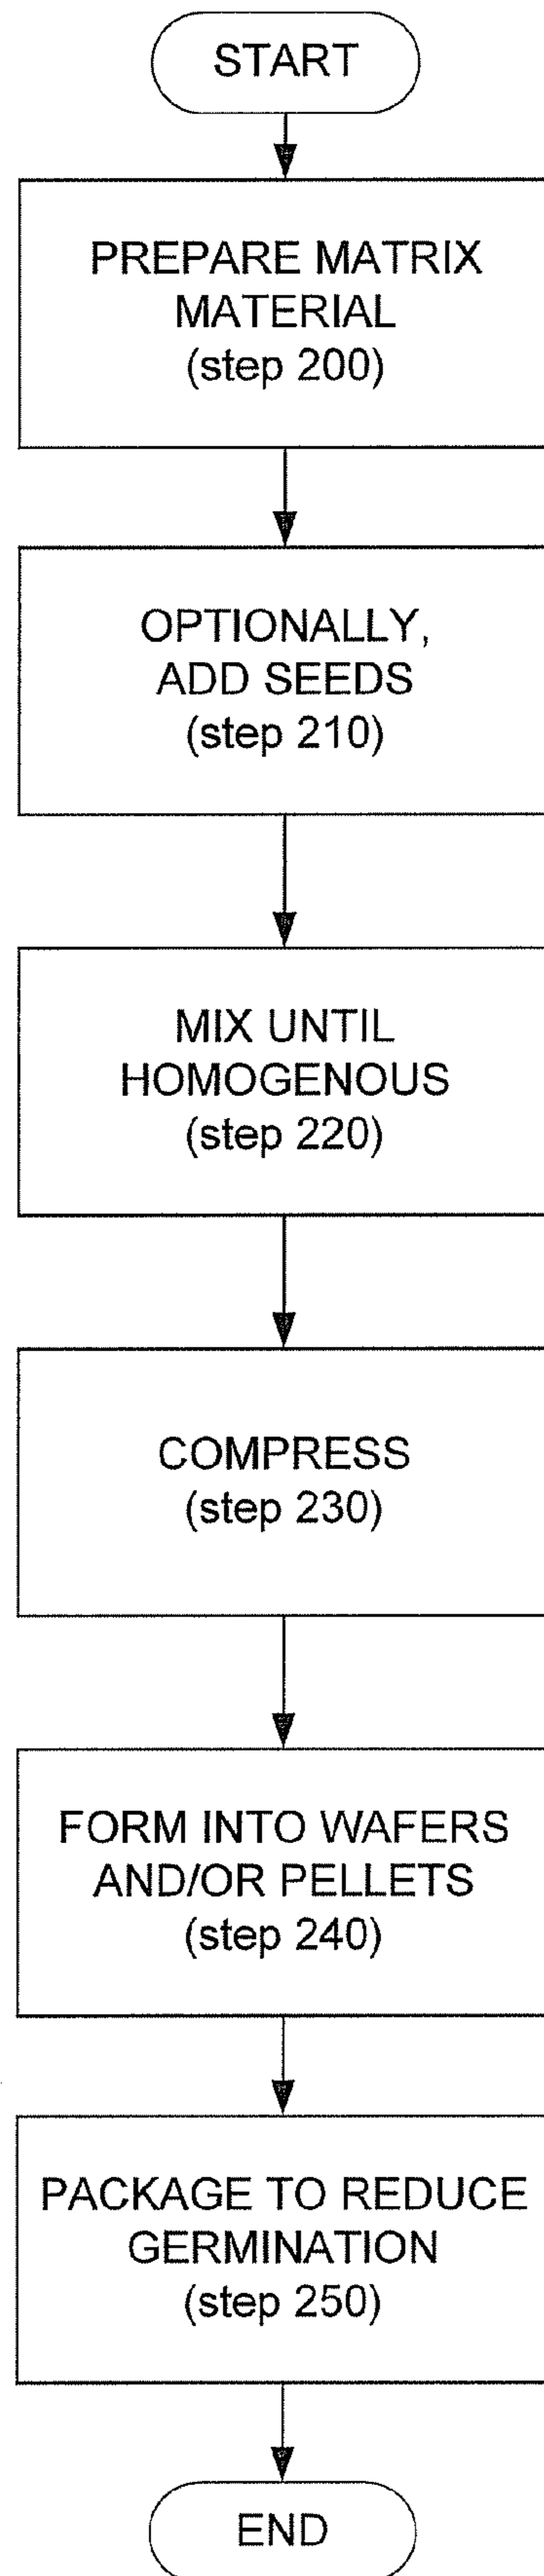 START
PREPARE MATRIX
MATERIAL
(step 200)
OPTIONALLY,
ADD SEEDS
(step 210)
MIX UNTIL
HOMOGENOUS
(step 220)
COMPRESS
(step 230)
FORM INTO WAFERS
AND/OR PELLETS
(step 240)
PACKAGE TO REDUCE
GERMINATION
(step 250)
END